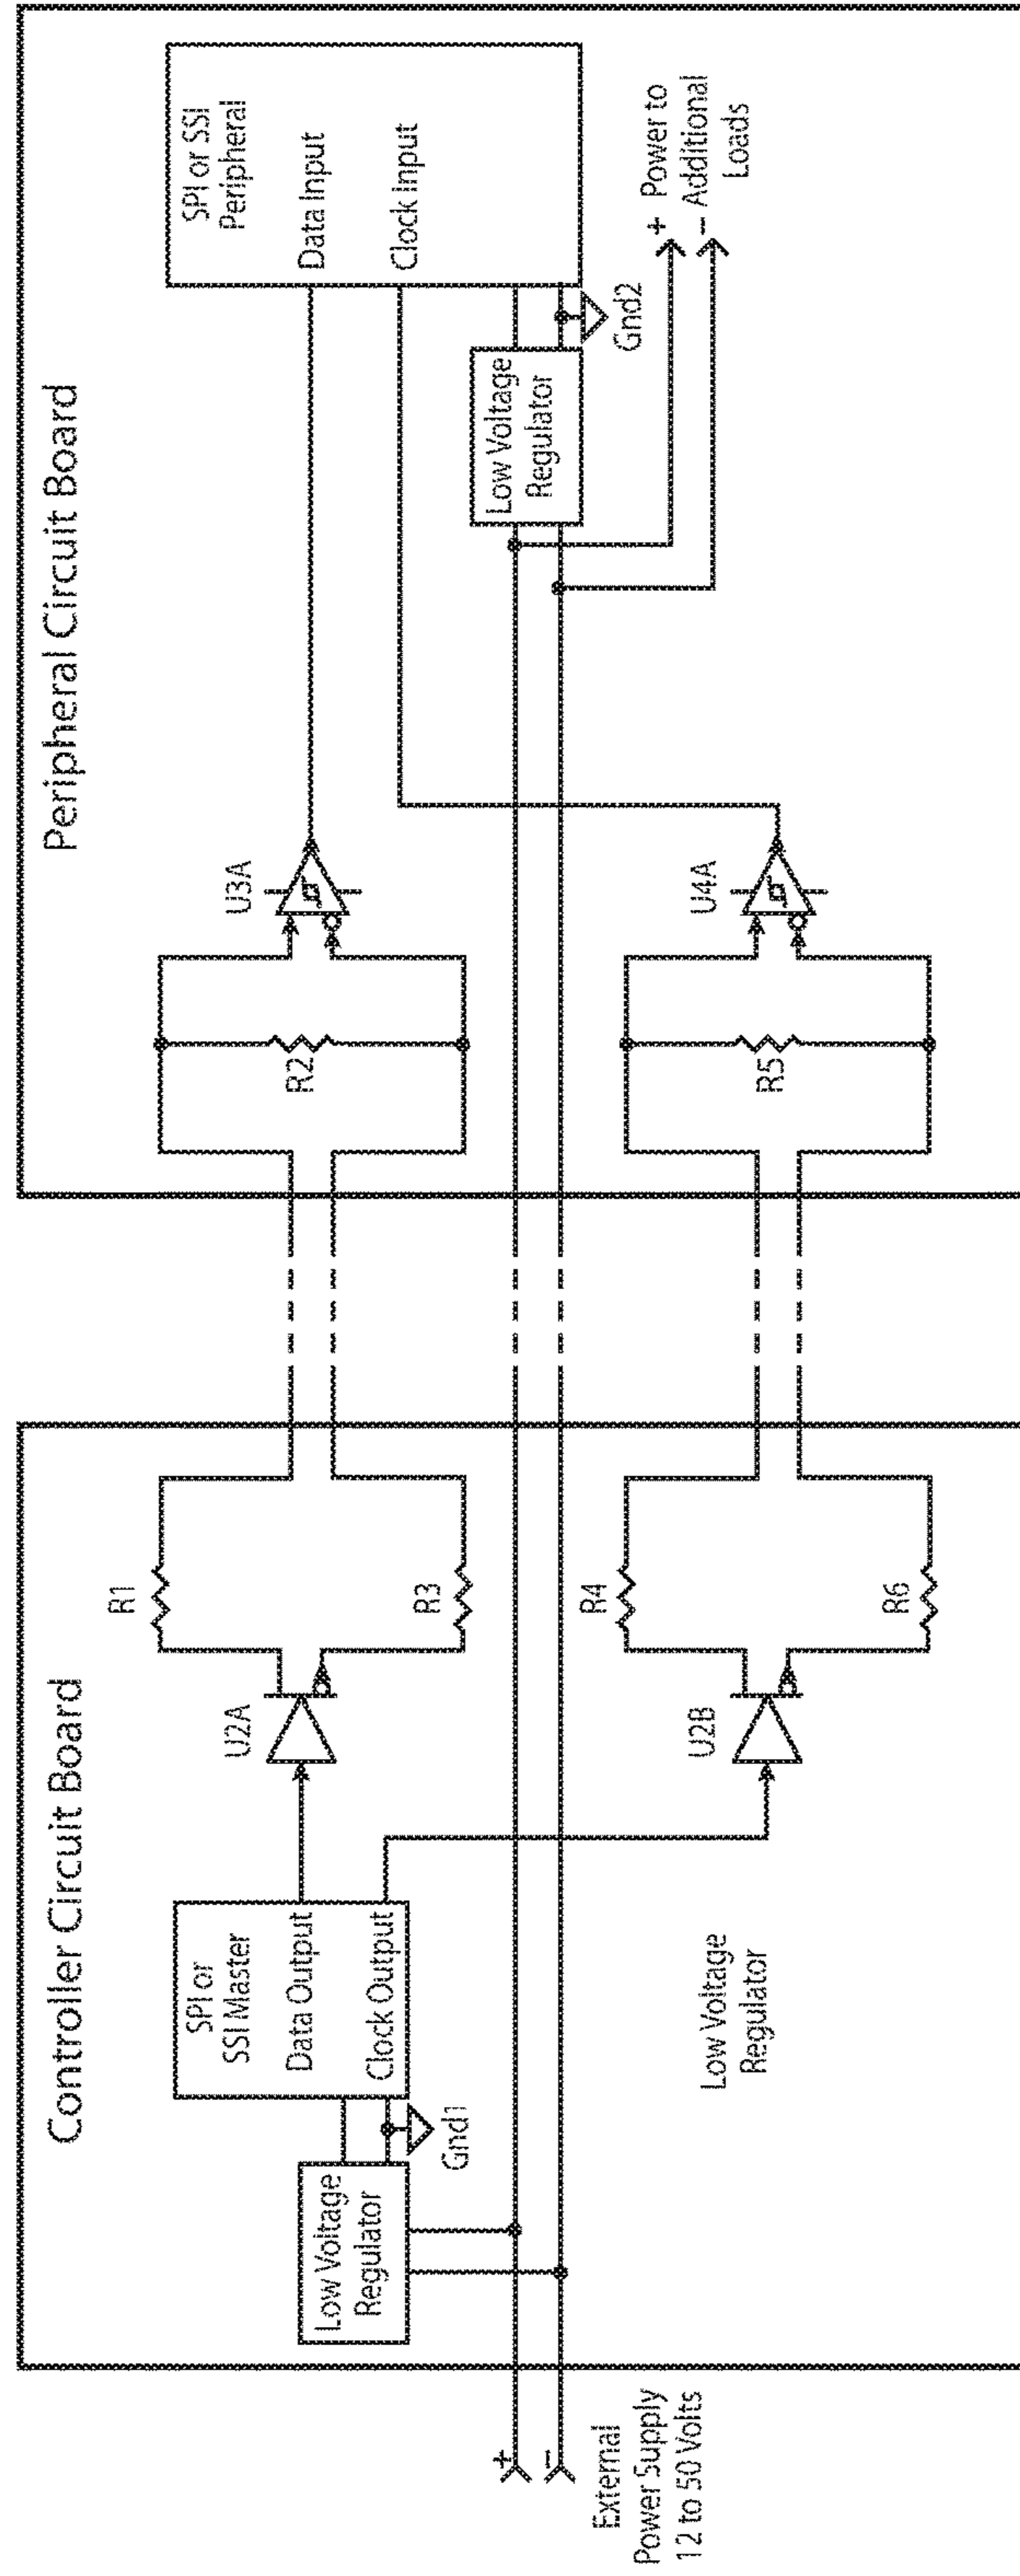 Controller Circuit Board
Peripheral Circuit Board
SPI or
SSI Master
Data Output
Clock Output
Low Voltage
Regulator
Gnd1
U2A
R1
R3
R2
U3A
SPI or SSI
Peripheral
Data Input
Clock Input
Low Voltage
Regulator
Gnd2
+
-
External
Power Supply
12 to 50 Volts
Low Voltage
Regulator
U2B
R4
R6
R5
U4A
+ Power to
- Additional
Loads